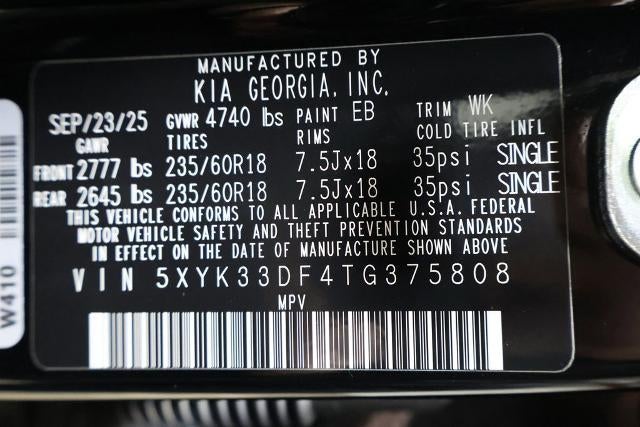 MANUFACTURED BY
KIA GEORGIA, INC.
SEP/23/25 GVWR 4740 lbs PAINT EB TRIM WK
GAWR TIRES RIMS COLD TIRE INFL
FRONT 2777 lbs 235/60R18 7.5Jx18 35psi SINGLE
REAR 2645 lbs 235/60R18 7.5Jx18 35psi SINGLE
THIS VEHICLE CONFORMS TO ALL APPLICABLE U.S.A. FEDERAL
MOTOR VEHICLE SAFETY AND THEFT PREVENTION STANDARDS
IN EFFECT ON THE DATE OF MANUFACTURE SHOWN ABOVE
VIN 5XYK33DF4TG375808
MPV
W410